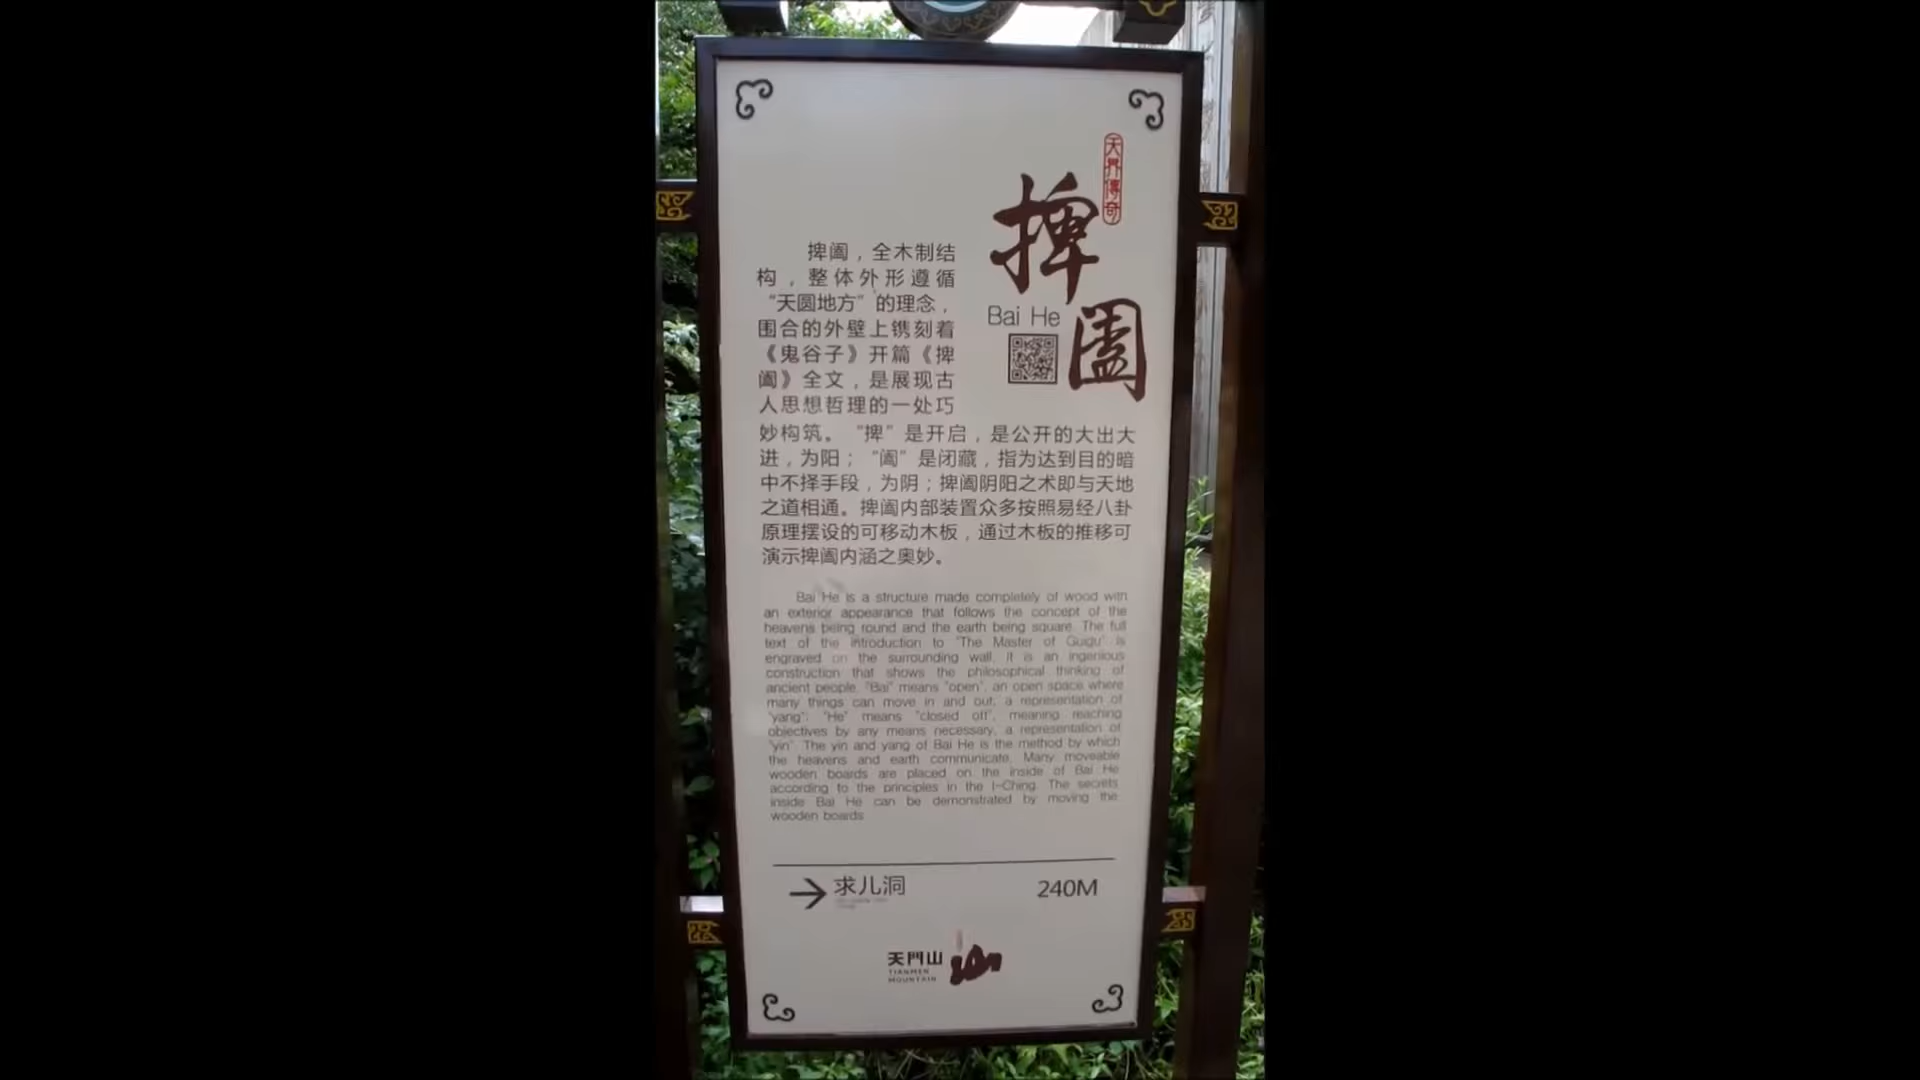 天界傳奇
捭
阖
Bai He
捭阖，全木制结
构，整体外形遵循
“天圆地方”的理念，
围合的外壁上镌刻着
《鬼谷子》开篇《捭
阖》全文，是展现古
人思想哲理的一处巧
妙构筑。“捭”是开启，是公开的大出大
进，为阳；“阖”是闭藏，指为达到目的暗
中不择手段，为阴；捭阖阴阳之术即与天地
之道相通。捭阖内部装置众多按照易经八卦
原理摆设的可移动木板，通过木板的推移可
演示捭阖内涵之奥妙。
Bai He is a structure made completely of wood with
an exterior appearance that follows the concept of the
heavens being round and the earth being square. The full
text of the introduction to "The Master of Guigu" is
engraved on the surrounding wall. It is an ingenious
construction that shows the philosophical thinking of
ancient people. "Bai" means "open", an open space where
many things can move in and out, a representation of
"yang"; "He" means "closed off", meaning reaching
objectives by any means necessary, a representation of
"yin". The yin and yang of Bai He is the method by which
the heavens and earth communicate. Many moveable
wooden boards are placed on the inside of Bai He
according to the principles in the I-Ching. The secrets
inside Bai He can be demonstrated by moving the
wooden boards
→ 求儿洞 240M
天門山
TIANMEN
MOUNTAIN